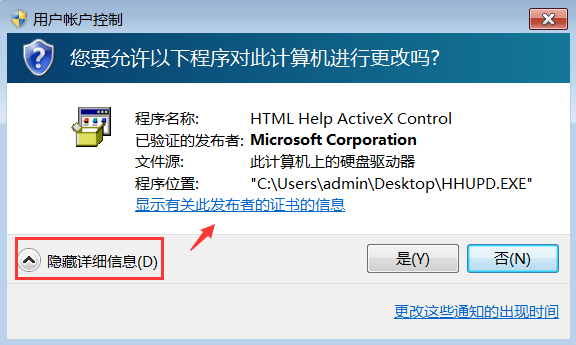 用户帐户控制
您要允许以下程序对此计算机进行更改吗?
程序名称: HTML Help ActiveX Control
已验证的发布者: Microsoft Corporation
文件源: 此计算机上的硬盘驱动器
程序位置: "C:\Users\admin\Desktop\HHUPD.EXE"
显示有关此发布者的证书的信息
隐藏详细信息(D) 是(Y) 否(N)
更改这些通知的出现时间